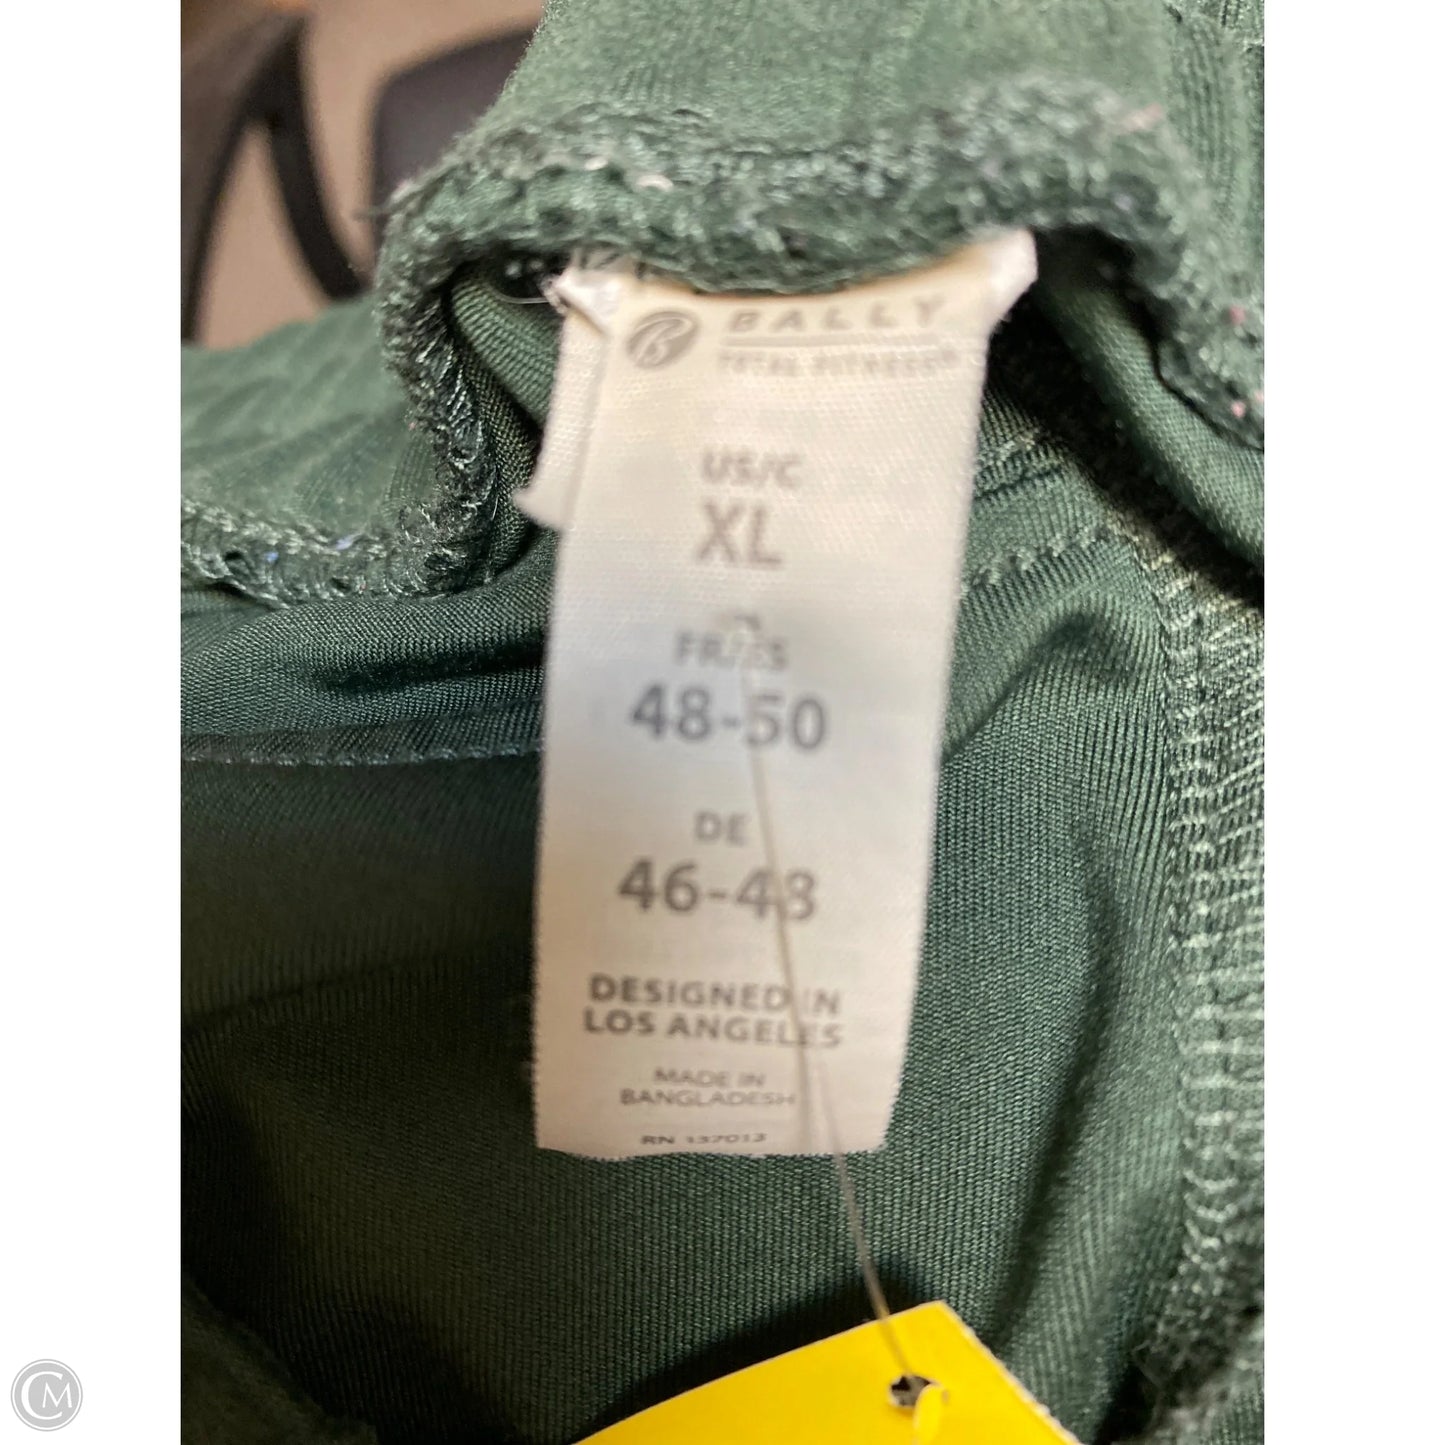 B BALLY
TOTAL FITNESS®
US/C
XL
FR/ES
48-50
DE
46-48
DESIGNED IN
LOS ANGELES
MADE IN
BANGLADESH
RN 137013
CM